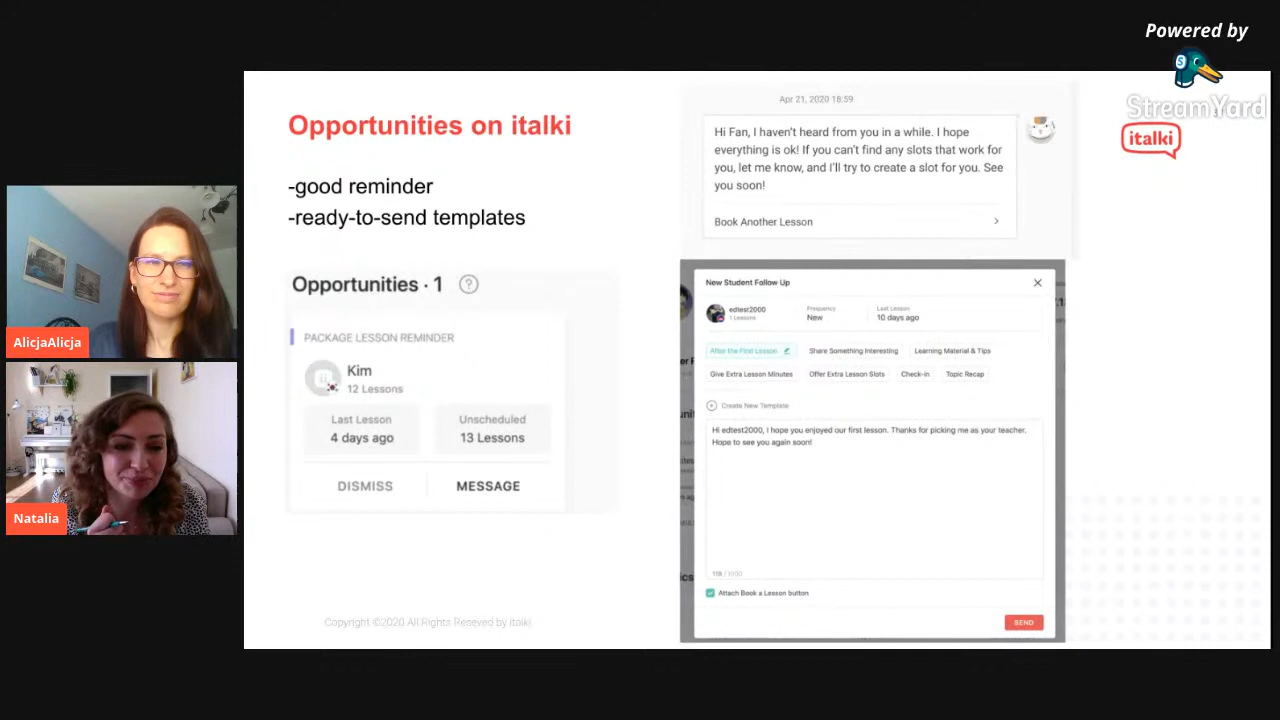 Powered by
StreamYard
italki
Opportunities on italki
-good reminder
-ready-to-send templates
Opportunities · 1 ?
PACKAGE LESSON REMINDER
Kim
12 Lessons
Last Lesson
4 days ago
Unscheduled
13 Lessons
DISMISS
MESSAGE
Copyright ©2020 All Rights Reseved by italki
Apr 21, 2020 18:59
Hi Fan, I haven't heard from you in a while. I hope
everything is ok! If you can't find any slots that work for
you, let me know, and I'll try to create a slot for you. See
you soon!
Book Another Lesson
New Student Follow Up
edtest2000
1 Lessons
Frequency
New
Last Lesson
10 days ago
After the First Lesson
Share Something Interesting
Learning Material & Tips
Give Extra Lesson Minutes
Offer Extra Lesson Slots
Check-in
Topic Recap
Create New Template
Hi edtest2000, I hope you enjoyed our first lesson. Thanks for picking me as your teacher.
Hope to see you again soon!
118 / 1000
Attach Book a Lesson button
SEND
AlicjaAlicja
Natalia